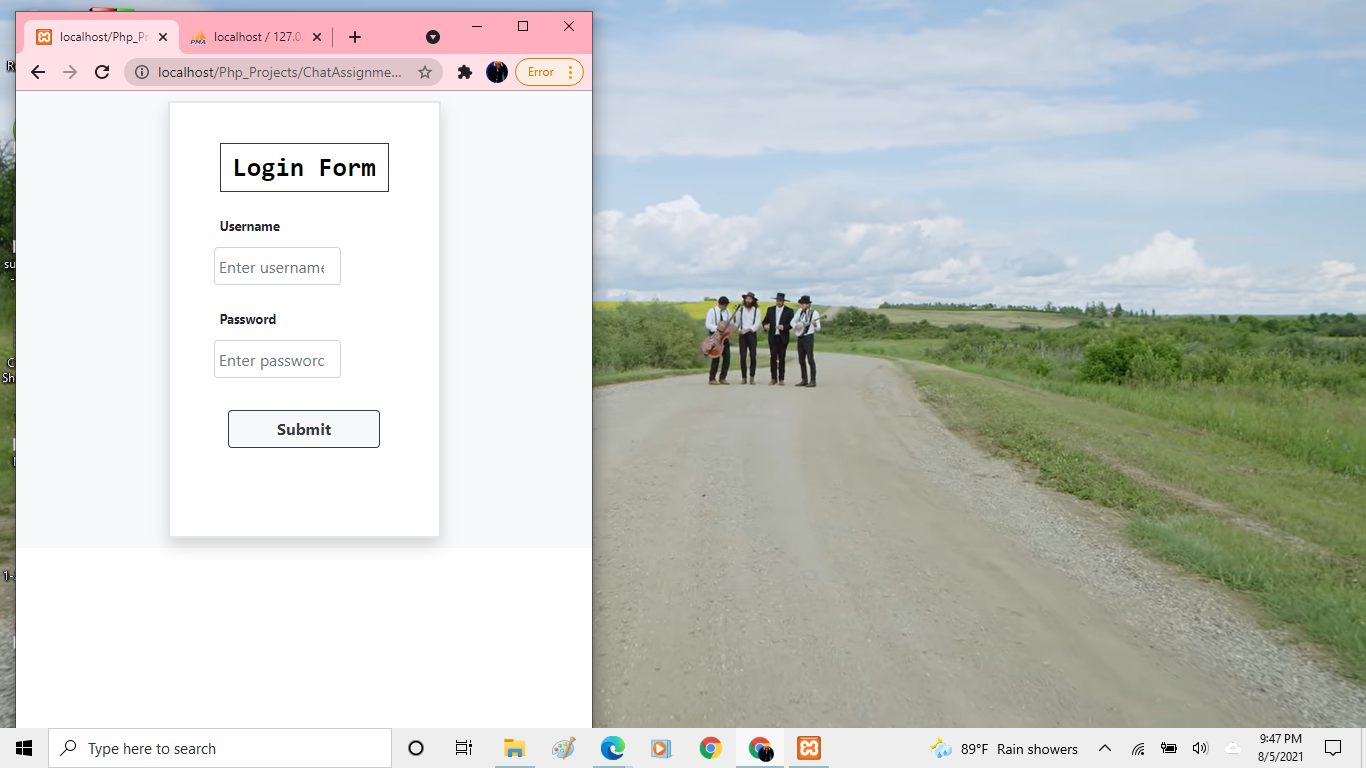 localhost/Php_Pr
PMA
localhost / 127.0.
localhost/Php_Projects/ChatAssignme...
Error
Login Form
Username
Enter username
Password
Enter password
Submit
Type here to search
89°F Rain showers
9:47 PM
8/5/2021